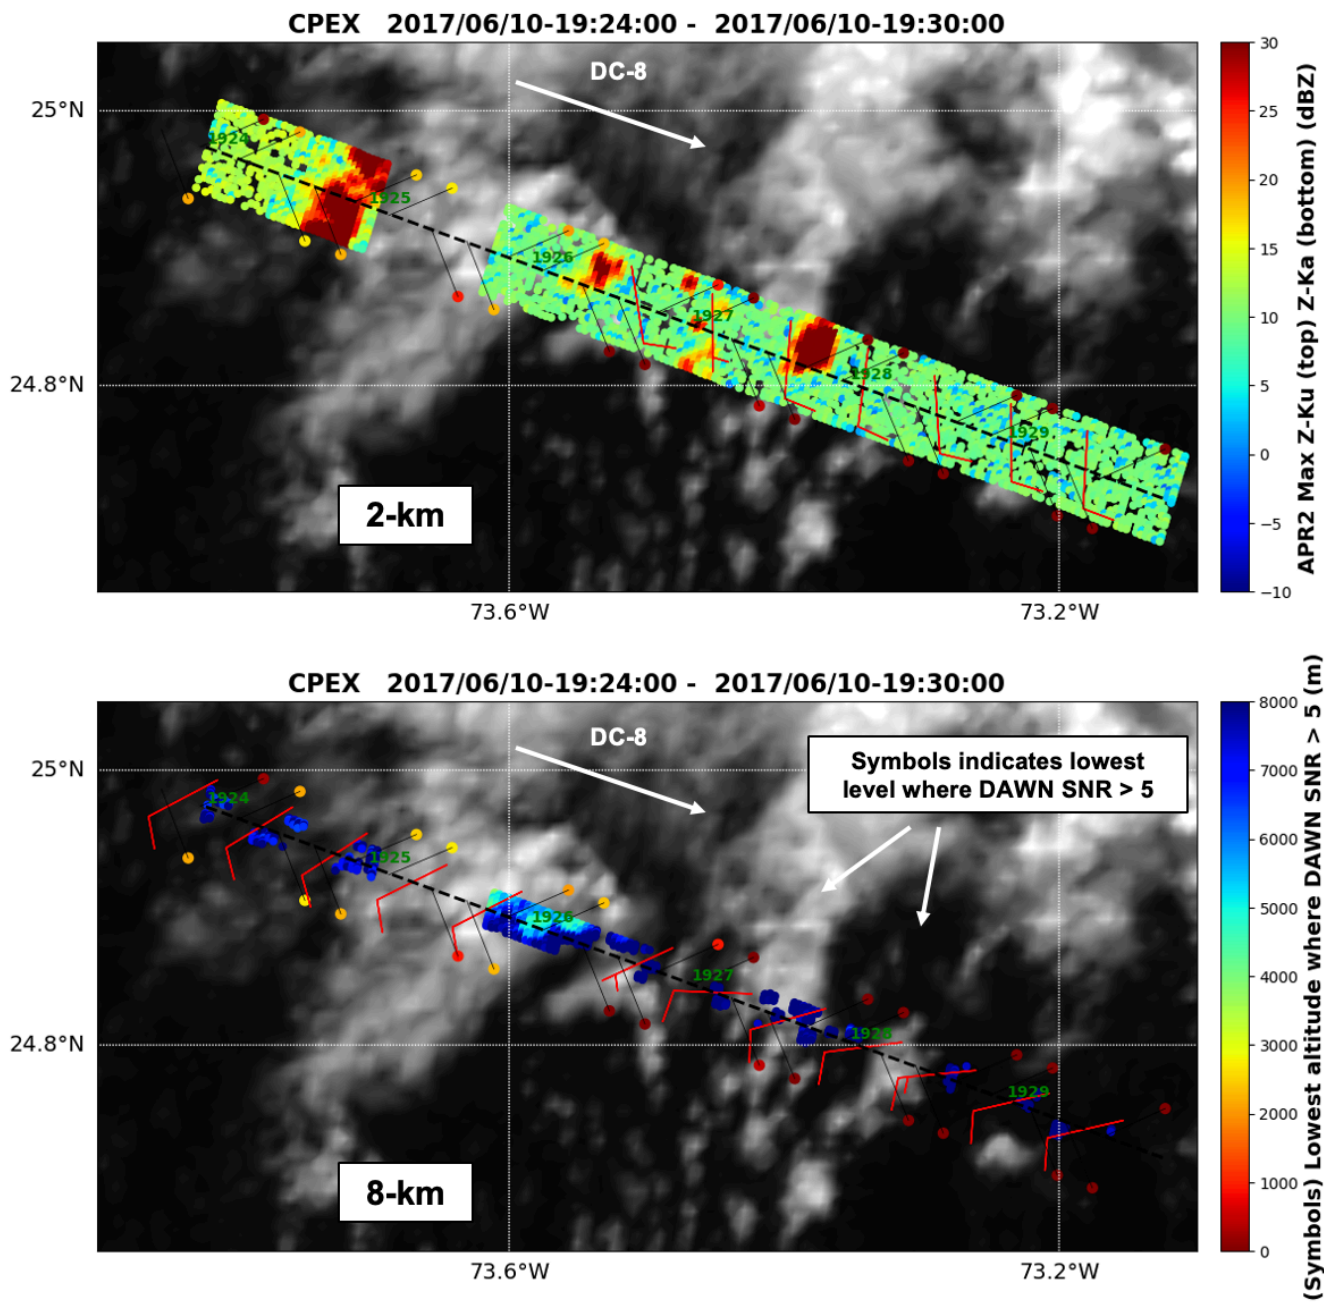 CPEX 2017/06/10-19:24:00 - 2017/06/10-19:30:00
DC-8
25°N
24.8°N
1924
1925
1926
1927
1928
1929
2-km
73.6°W
73.2°W
30
25
20
15
10
5
0
−5
−10
APR2 Max Z-Ku (top) Z-Ka (bottom) (dBZ)
CPEX 2017/06/10-19:24:00 - 2017/06/10-19:30:00
DC-8
Symbols indicates lowest
level where DAWN SNR > 5
25°N
24.8°N
1924
1925
1926
1927
1928
1929
8-km
73.6°W
73.2°W
8000
7000
6000
5000
4000
3000
2000
1000
0
(Symbols) Lowest altitude where DAWN SNR > 5 (m)